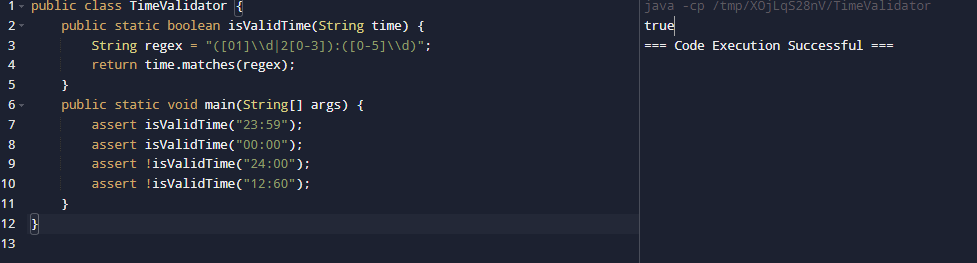 1 public class TimeValidator {
2 public static boolean isValidTime(String time) {
3 String regex = "([01]\\d|2[0-3]):([0-5]\\d)";
4 return time.matches(regex);
5 }
6 public static void main(String[] args) {
7 assert isValidTime("23:59");
8 assert isValidTime("00:00");
9 assert !isValidTime("24:00");
10 assert !isValidTime("12:60");
11 }
12 }
13
java -cp /tmp/XOjLqS28nV/TimeValidator
true
=== Code Execution Successful ===